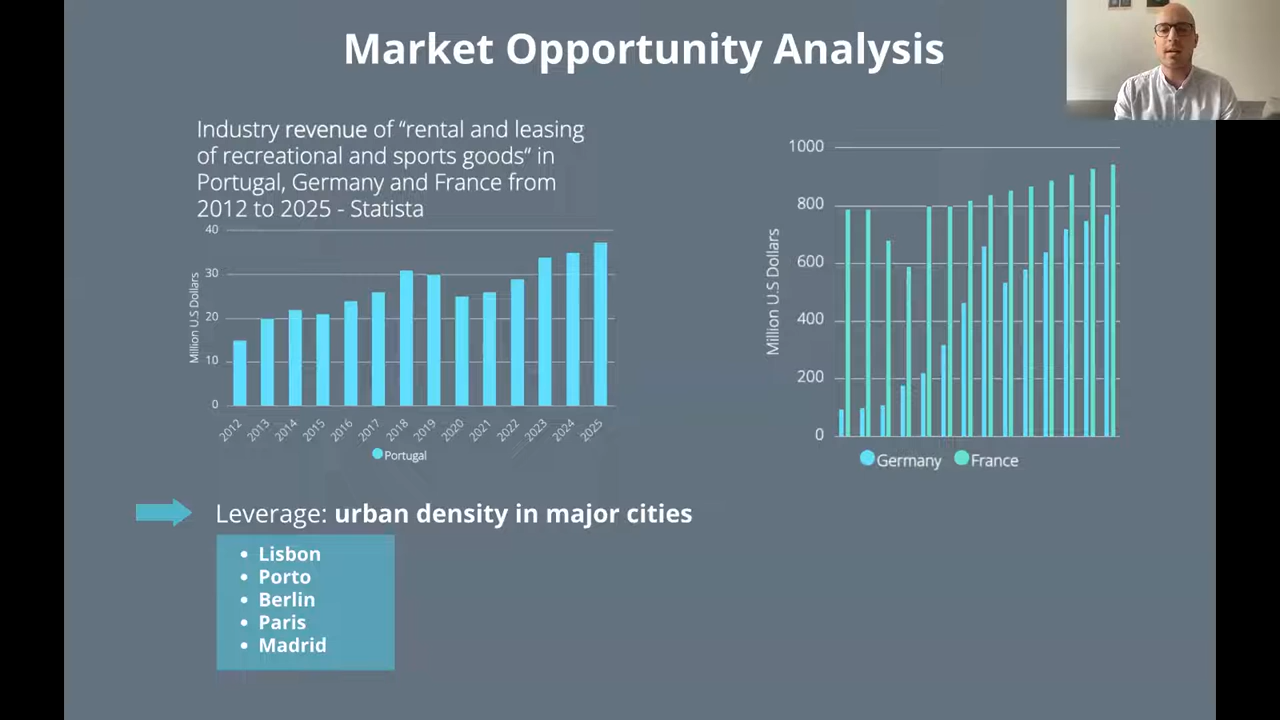 Market Opportunity Analysis
Industry revenue of “rental and leasing
of recreational and sports goods“ in
Portugal, Germany and France from
2012 to 2025 - Statista
40
30
20
10
0
Million U.S Dollars
2012 2013 2014 2015 2016 2017 2018 2019 2020 2021 2022 2023 2024 2025
Portugal
1000
800
600
400
200
0
Million U.S Dollars
Germany France
Leverage: urban density in major cities
• Lisbon
• Porto
• Berlin
• Paris
• Madrid